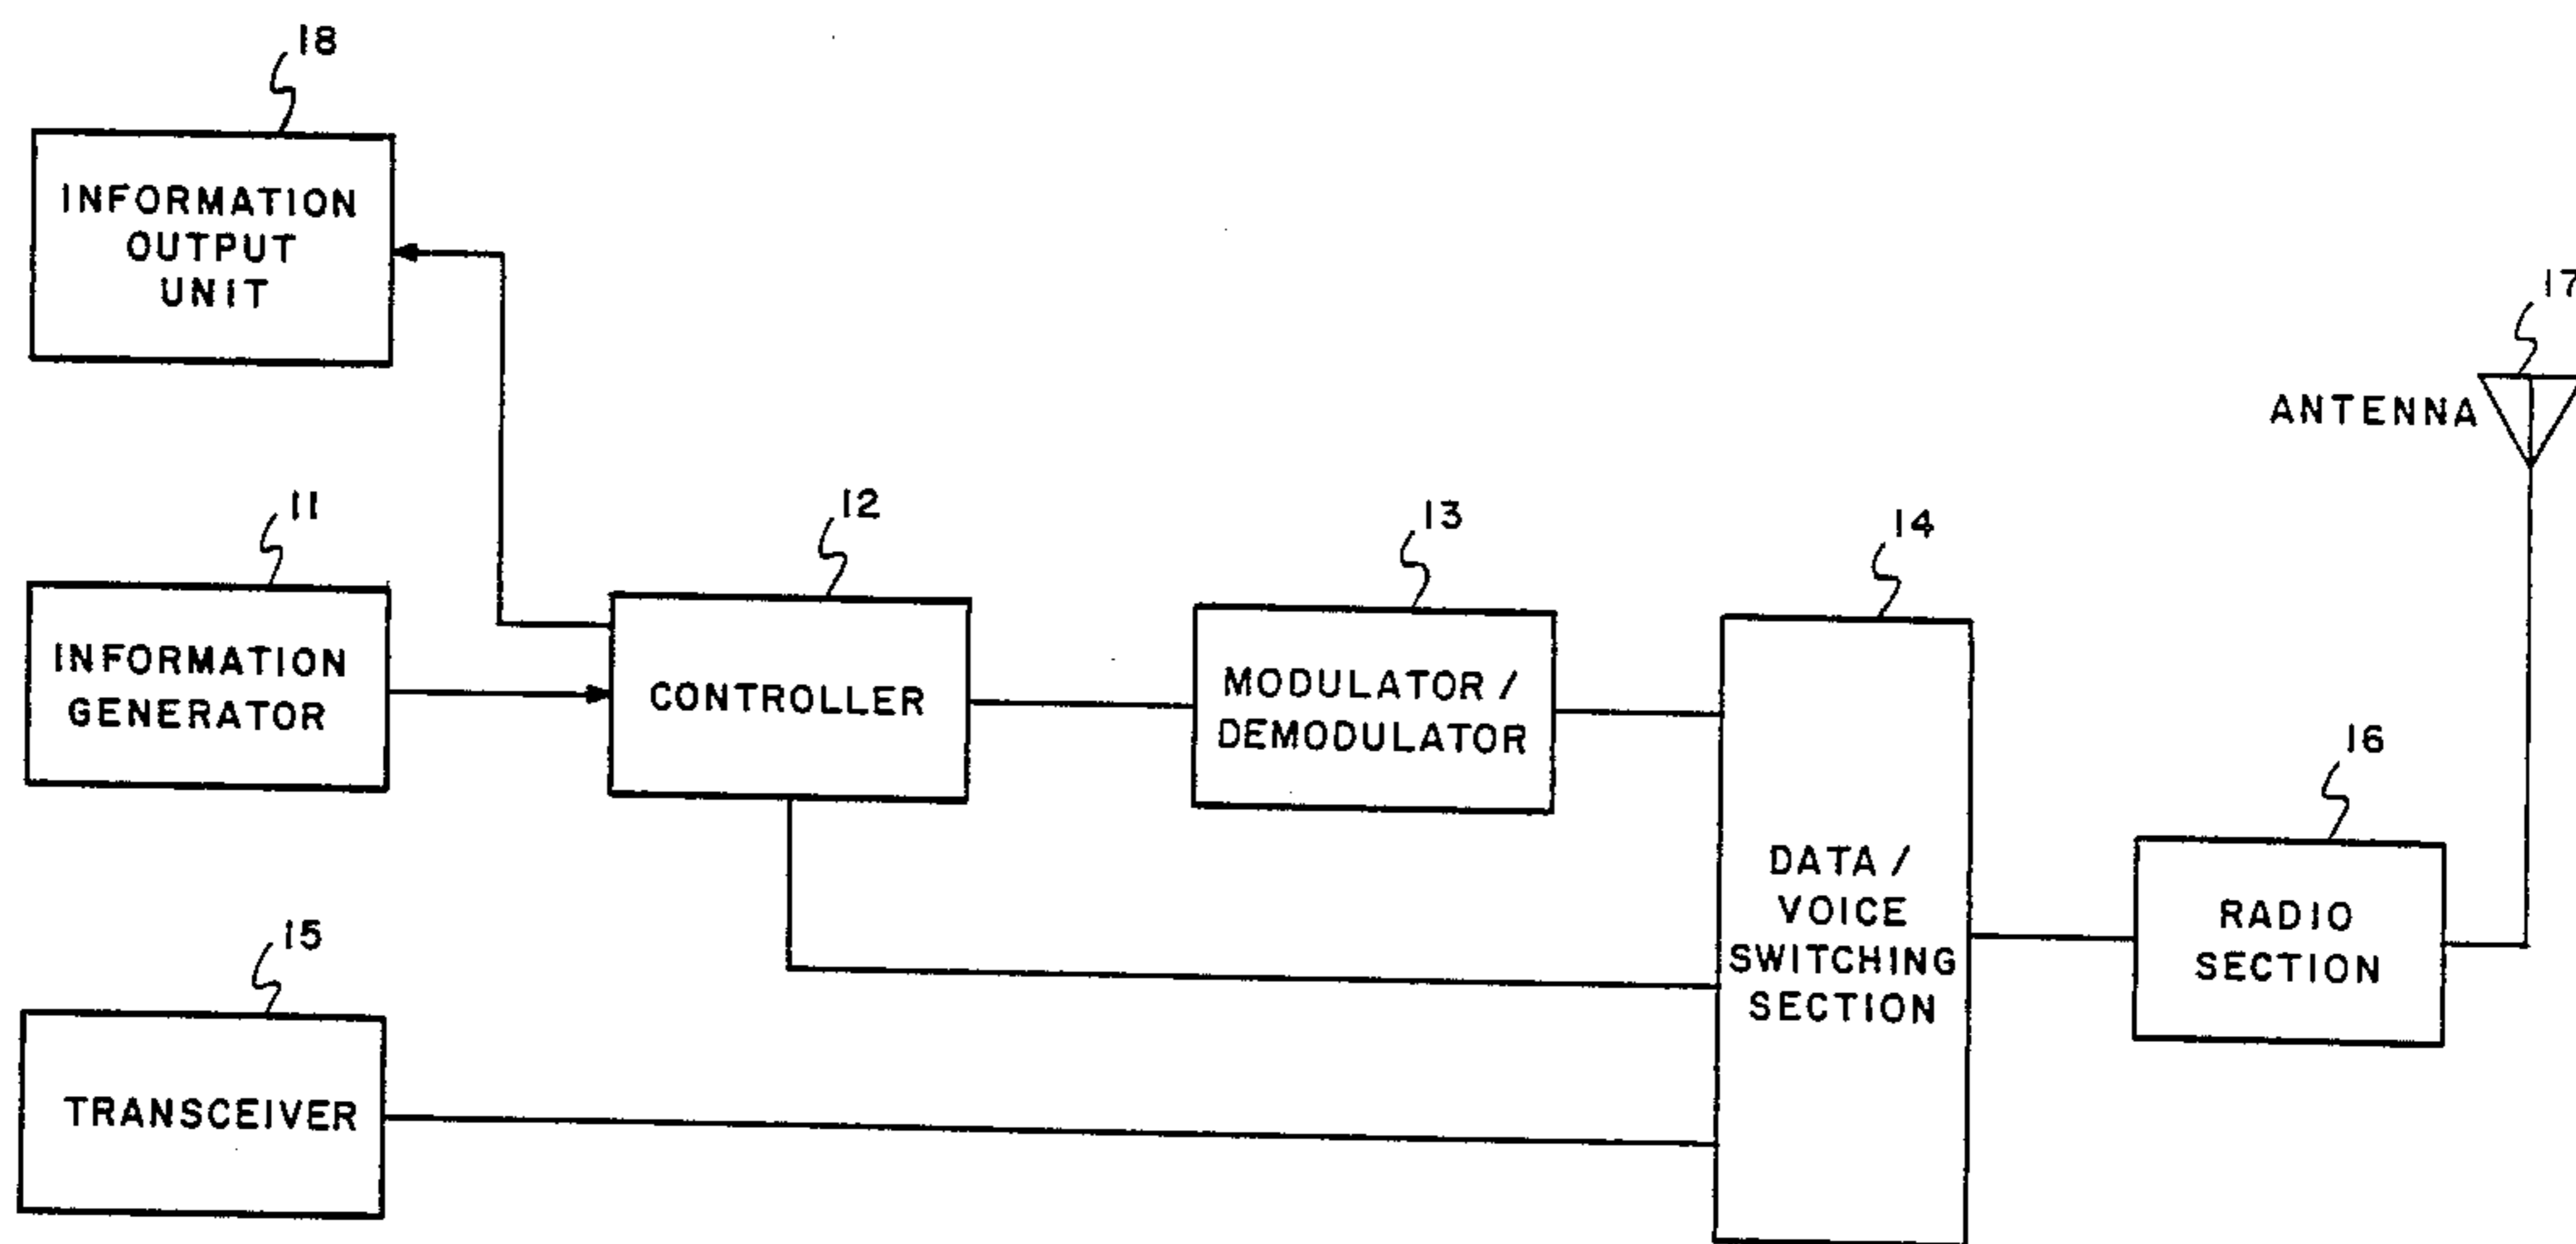 18
INFORMATION
OUTPUT
UNIT
17
ANTENNA
11
INFORMATION
GENERATOR
12
CONTROLLER
13
MODULATOR /
DEMODULATOR
14
DATA /
VOICE
SWITCHING
SECTION
16
RADIO
SECTION
15
TRANSCEIVER